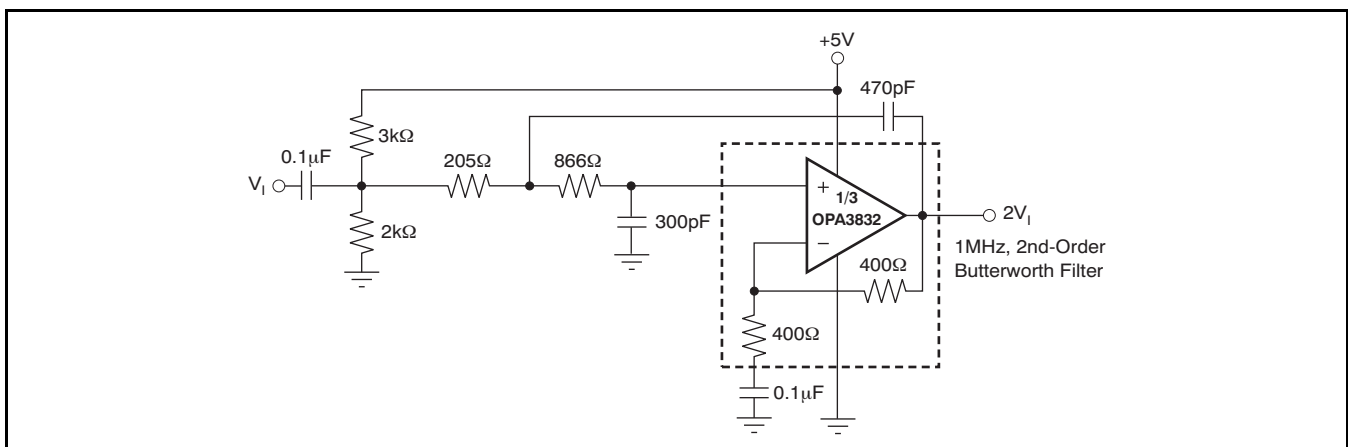 +5V
470pF
3kΩ
0.1μF
205Ω
866Ω
V_I
+
1/3
OPA3832
−
2V_I
2kΩ
300pF
1MHz, 2nd-Order
Butterworth Filter
400Ω
400Ω
0.1μF